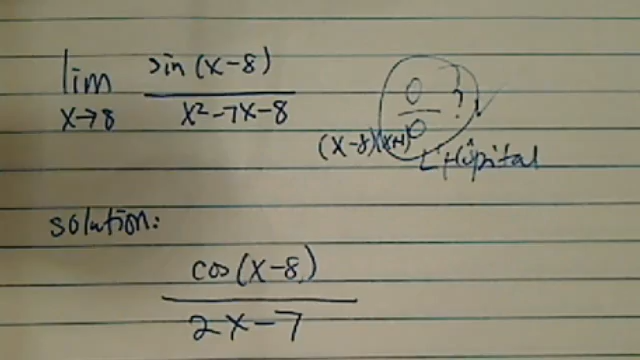 lim sin(x-8)
x→8 x²-7x-8
0/0 ?
(x-8)(x+1)
L'Hôpital
solution:
cos(x-8)
2x-7